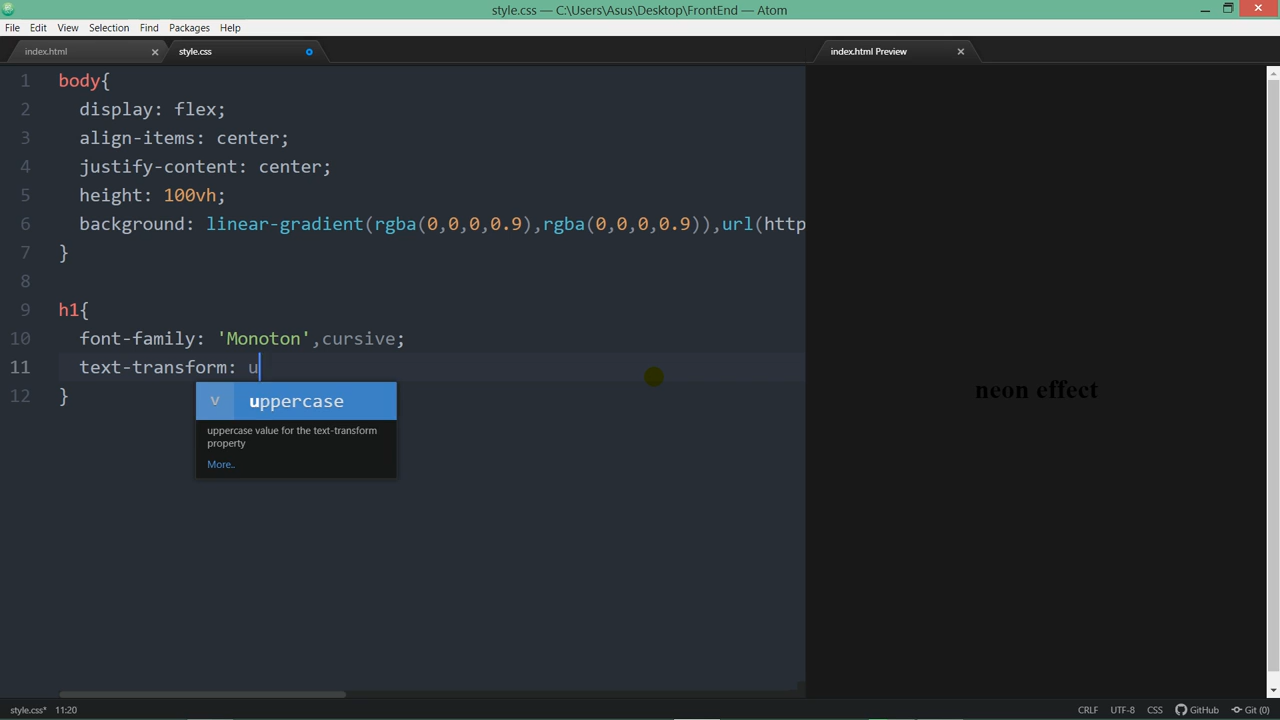 style.css — C:\Users\Asus\Desktop\FrontEnd — Atom
File Edit View Selection Find Packages Help
index.html style.css index.html Preview
1 body{
2 display: flex;
3 align-items: center;
4 justify-content: center;
5 height: 100vh;
6 background: linear-gradient(rgba(0,0,0,0.9),rgba(0,0,0,0.9)),url(http
7 }
8
9 h1{
10 font-family: 'Monoton',cursive;
11 text-transform: u
12 }
v uppercase
uppercase value for the text-transform
property
More..
neon effect
style.css* 11:20 CRLF UTF-8 CSS GitHub Git (0)